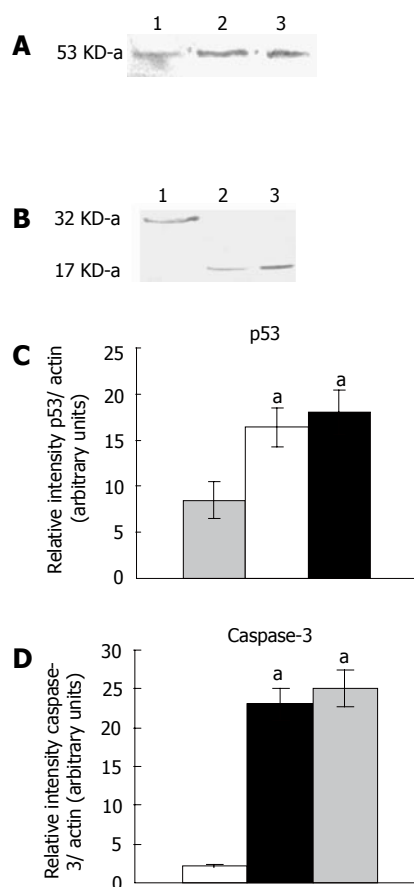 A
1 2 3
53 KD-a
B
1 2 3
32 KD-a
17 KD-a
C
p53
Relative intensity p53/ actin
(arbitrary units)
25
20
15
10
5
0
a
a
D
Caspase-3
Relative intensity caspase-
3/ actin (arbitrary units)
30
25
20
15
10
5
0
a
a